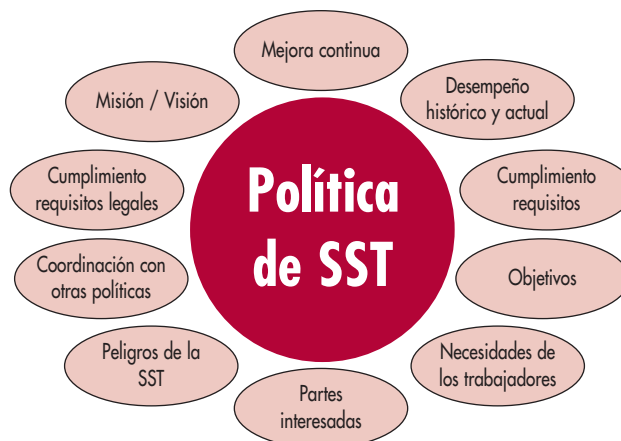 Mejora continua
Desempeño
histórico y actual
Misión / Visión
Cumplimiento
requisitos legales
Política
de SST
Cumplimiento
requisitos
Coordinación con
otras políticas
Objetivos
Peligros de la
SST
Necesidades de
los trabajadores
Partes
interesadas